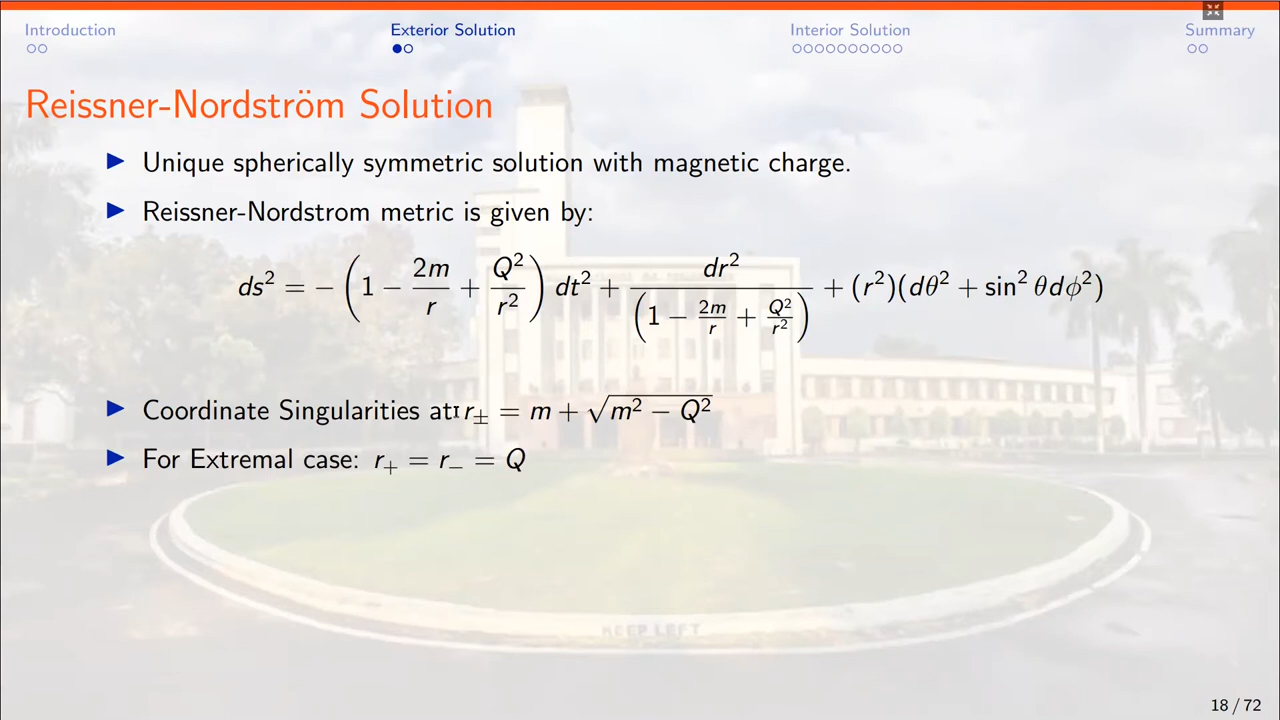 Introduction
Exterior Solution
Interior Solution
Summary
Reissner-Nordström Solution
Unique spherically symmetric solution with magnetic charge.
Reissner-Nordstrom metric is given by:
ds² = −(1 − 2m/r + Q²/r²)dt² + dr²/(1 − 2m/r + Q²/r²) + (r²)(dθ² + sin² θdϕ²)
Coordinate Singularities at: r± = m + √(m² − Q²)
For Extremal case: r₊ = r₋ = Q
KEEP LEFT
18 / 72